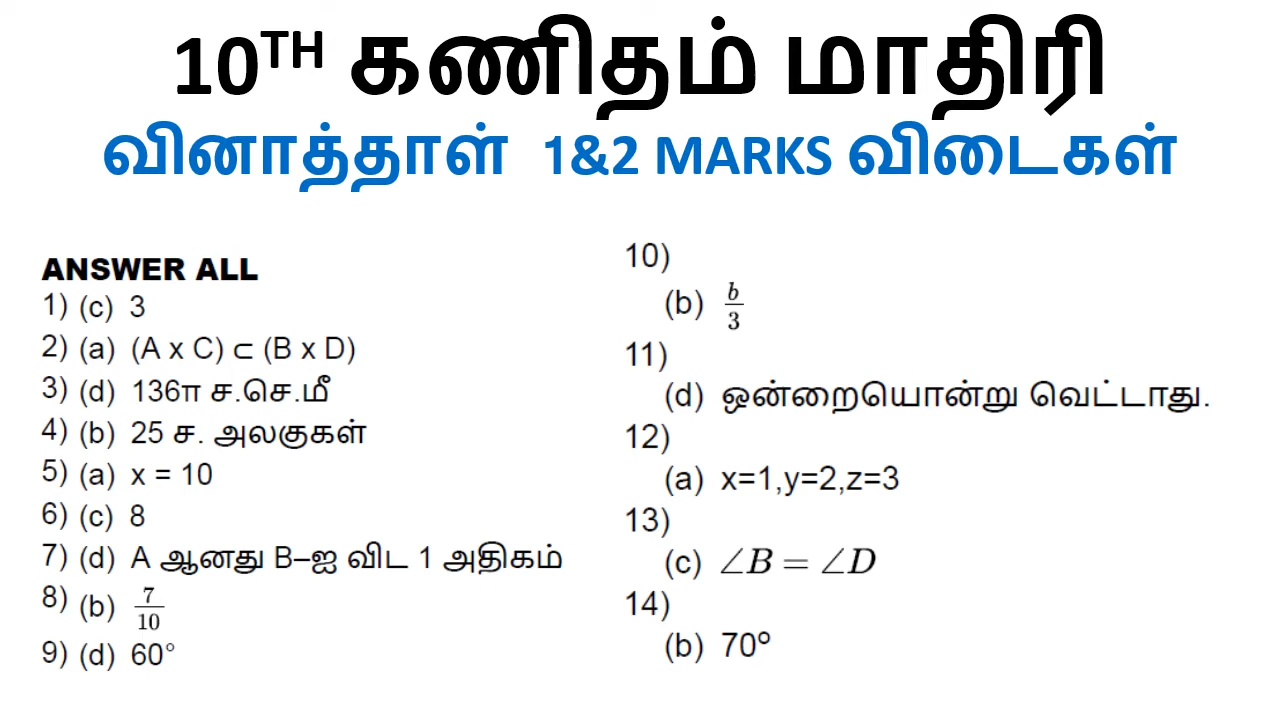 10TH கணிதம் மாதிரி
வினாத்தாள் 1&2 MARKS விடைகள்
ANSWER ALL
1) (c) 3
2) (a) (A x C) ⊂ (B x D)
3) (d) 136π ச.செ.மீ
4) (b) 25 ச. அலகுகள்
5) (a) x = 10
6) (c) 8
7) (d) A ஆனது B–ஐ விட 1 அதிகம்
8) (b) 7/10
9) (d) 60°
10)
(b) b/3
11)
(d) ஒன்றையொன்று வெட்டாது.
12)
(a) x=1,y=2,z=3
13)
(c) ∠B = ∠D
14)
(b) 70º